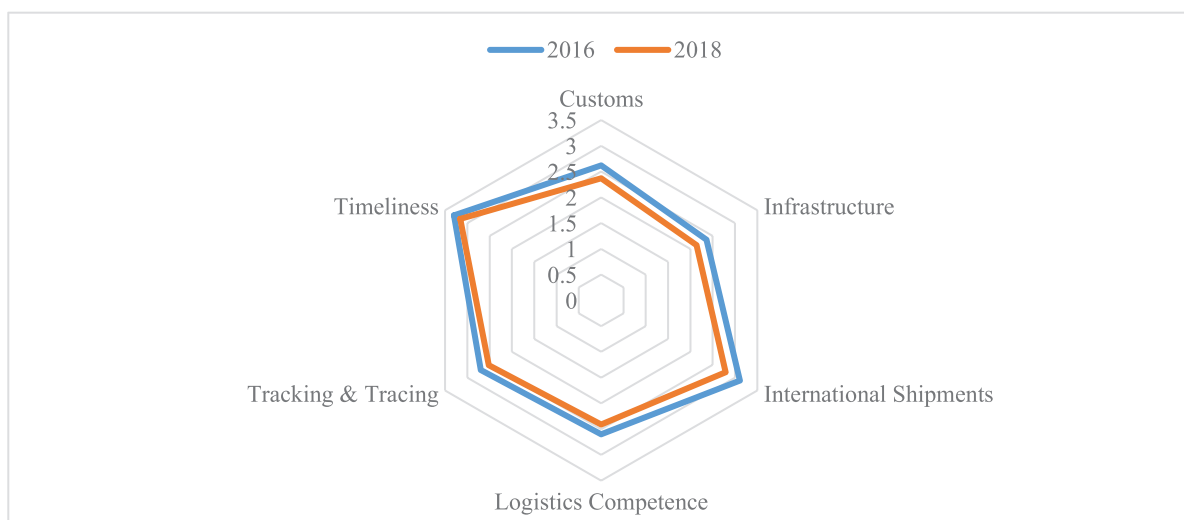 2016 2018
Customs
3.5
3
2.5
2
1.5
1
0.5
0
Timeliness
Infrastructure
Tracking & Tracing
International Shipments
Logistics Competence